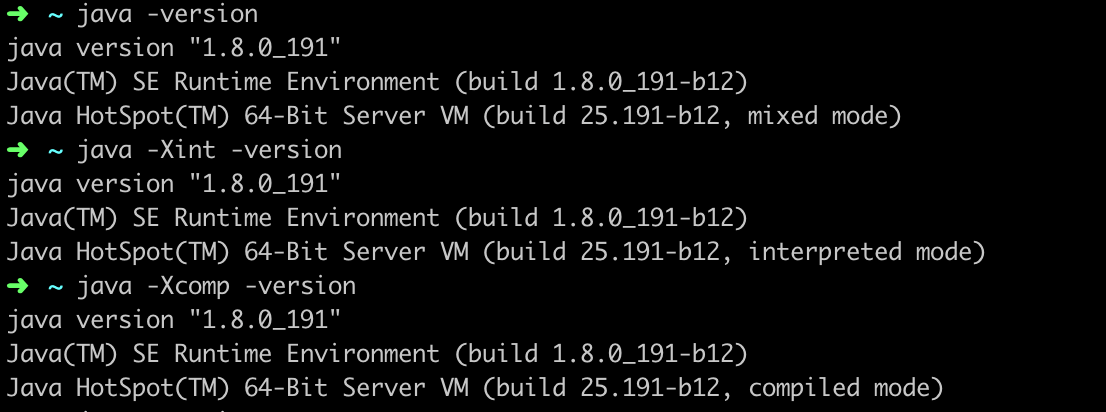 ➜ ~ java -version
java version "1.8.0_191"
Java(TM) SE Runtime Environment (build 1.8.0_191-b12)
Java HotSpot(TM) 64-Bit Server VM (build 25.191-b12, mixed mode)
➜ ~ java -Xint -version
java version "1.8.0_191"
Java(TM) SE Runtime Environment (build 1.8.0_191-b12)
Java HotSpot(TM) 64-Bit Server VM (build 25.191-b12, interpreted mode)
➜ ~ java -Xcomp -version
java version "1.8.0_191"
Java(TM) SE Runtime Environment (build 1.8.0_191-b12)
Java HotSpot(TM) 64-Bit Server VM (build 25.191-b12, compiled mode)